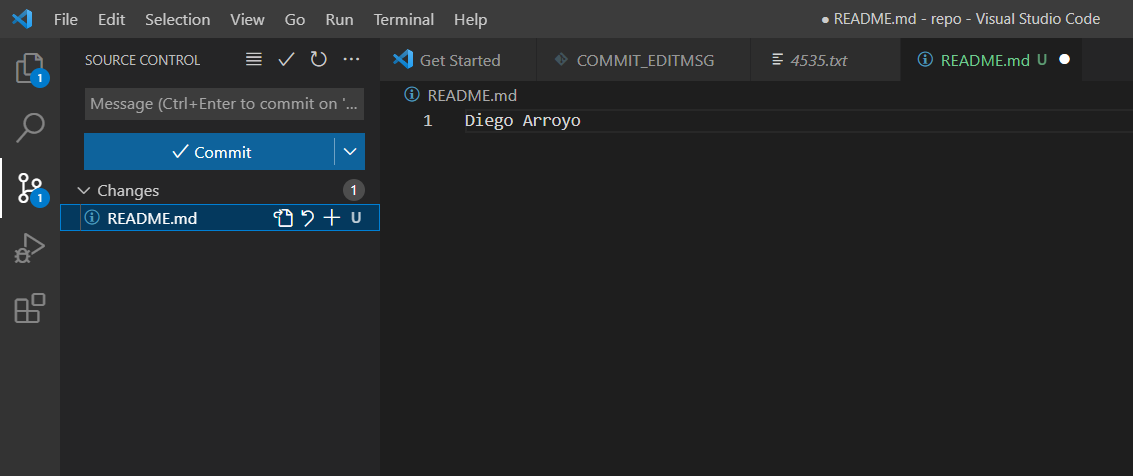 File Edit Selection View Go Run Terminal Help ● README.md - repo - Visual Studio Code
SOURCE CONTROL
Get Started COMMIT_EDITMSG 4535.txt README.md U
1
README.md
Message (Ctrl+Enter to commit on '...
1 Diego Arroyo
Commit
Changes 1
1
README.md U